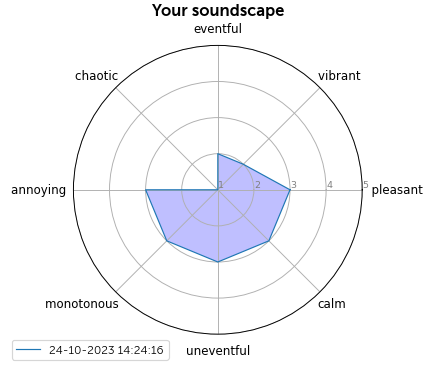 Your soundscape
eventful
chaotic
vibrant
annoying
1
2
3
4
5
pleasant
monotonous
calm
24-10-2023 14:24:16
uneventful